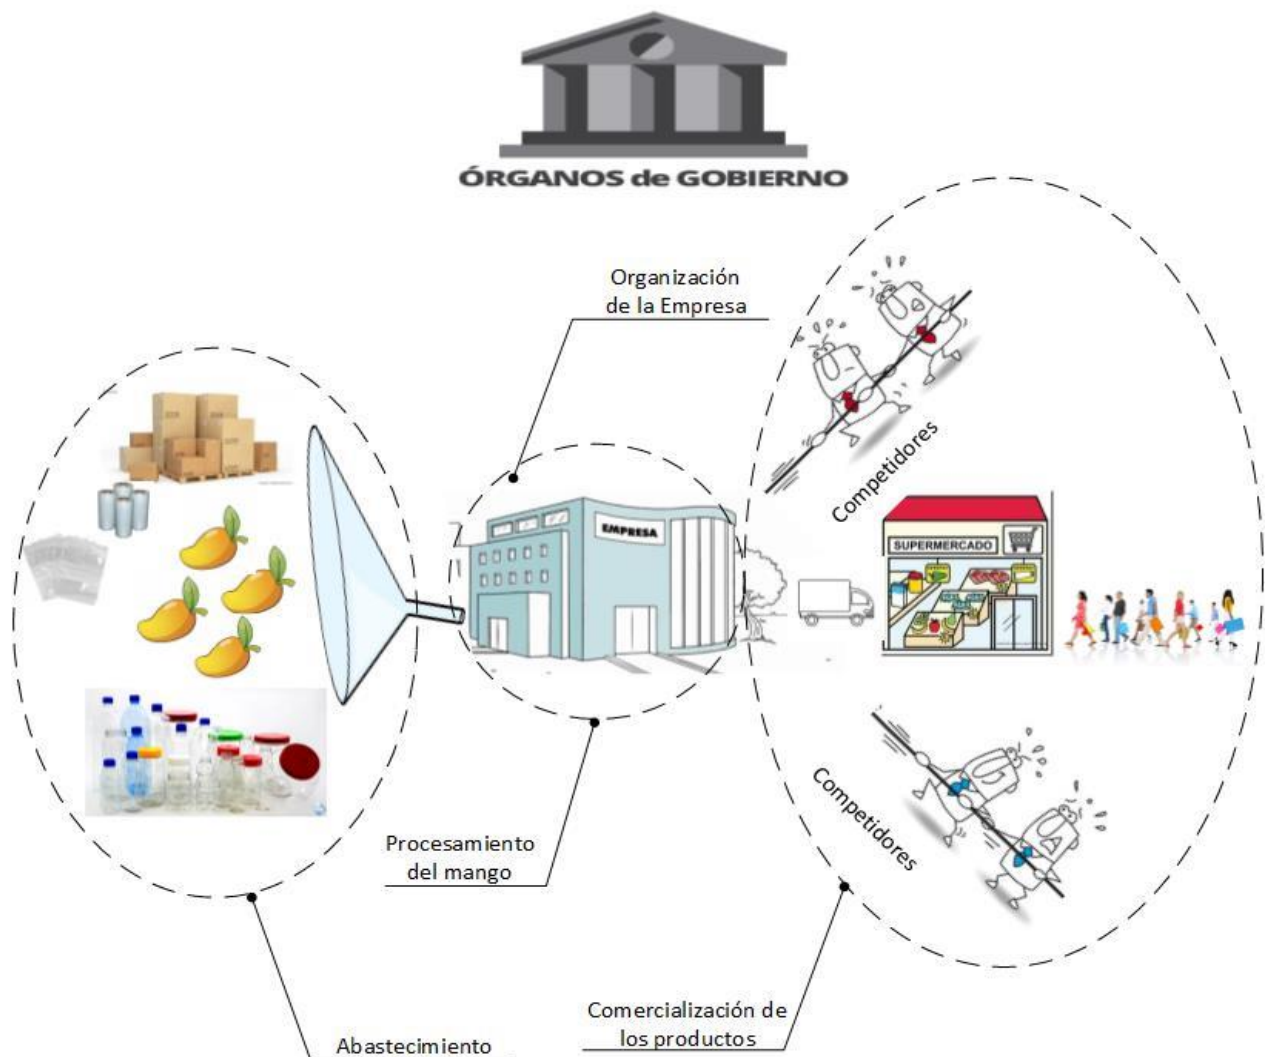 ÓRGANOS de GOBIERNO
Organización
de la Empresa
Competidores
EMPRESA
SUPERMERCADO
Competidores
Procesamiento
del mango
Comercialización de
los productos
Abastecimiento